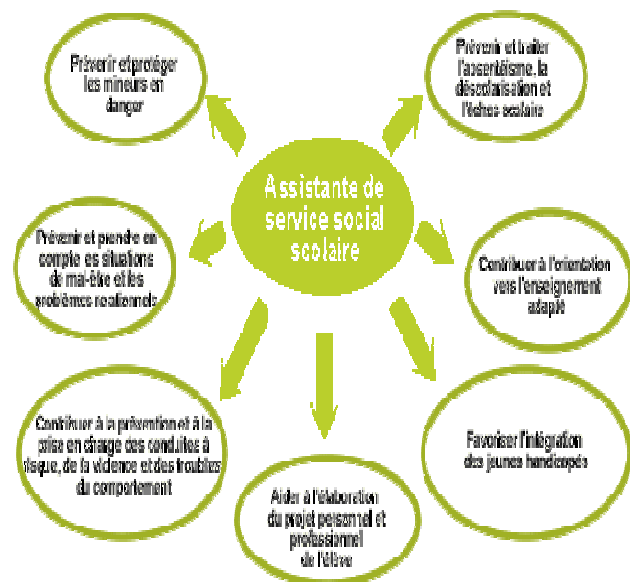 Prévenir et protéger
les mineurs en
danger
Prévenir et traiter
l'absentéisme, la
déscolarisation et
l'échec scolaire
Assistante de
service social
scolaire
Prévenir et prendre en
compte les situations
de mal-être et les
problèmes relationnels
Contribuer à l'orientation
vers l'enseignement
adapté
Contribuer à la prévention et à la
prise en charge des conduites à
risque, de la violence et des troubles
du comportement
Favoriser l'intégration
des jeunes handicapés
Aider à l'élaboration
du projet personnel et
professionnel
de l'élève